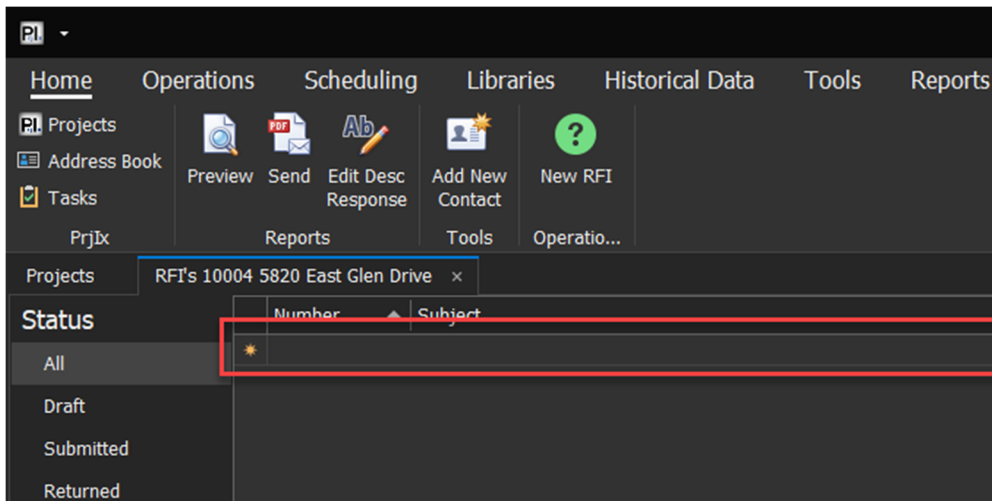 PI.
Home Operations Scheduling Libraries Historical Data Tools Reports
PI. Projects
Address Book
Tasks
PrjIx
Preview
PDF
Send
Ab
Edit Desc
Response
Reports
Add New
Contact
Tools
?
New RFI
Operatio...
Projects RFI's 10004 5820 East Glen Drive ×
Status
All
Draft
Submitted
Returned
Number Subject